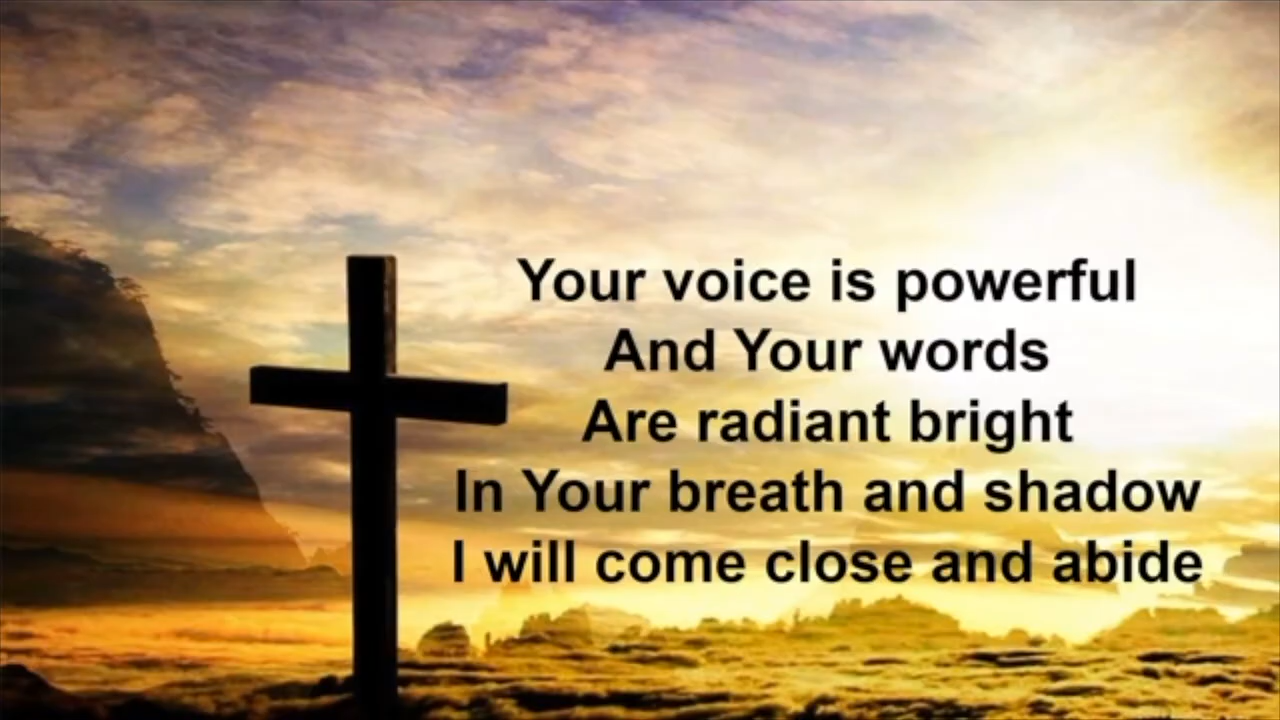 Your voice is powerful
And Your words
Are radiant bright
In Your breath and shadow
I will come close and abide